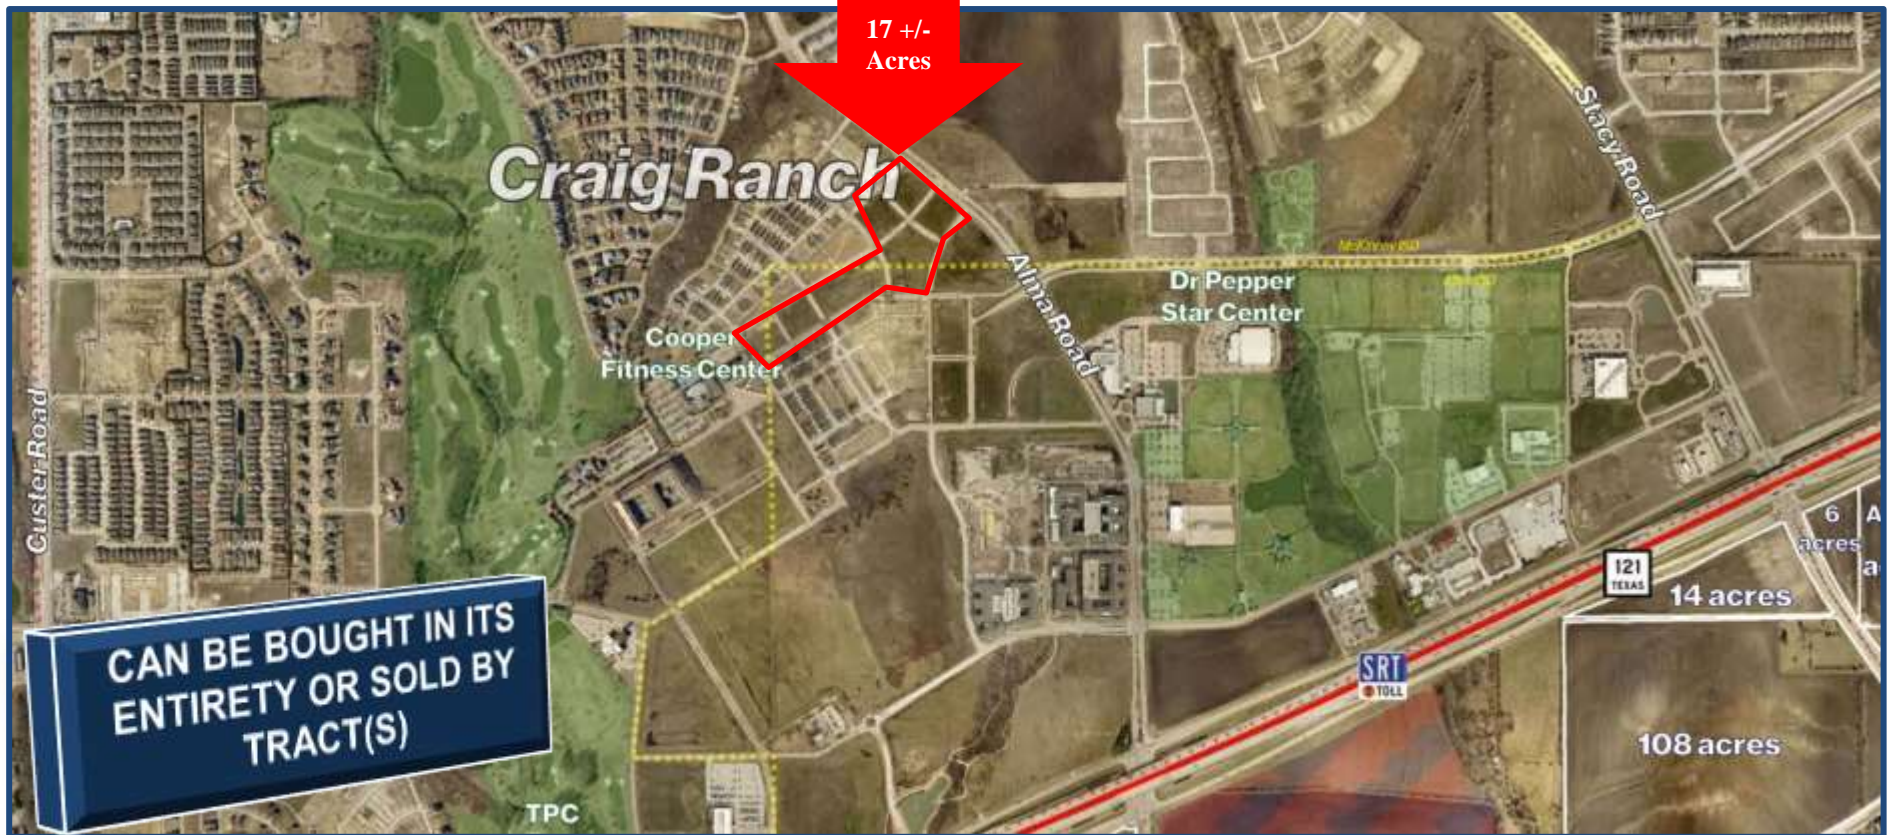 17 +/-
Acres
Craig Ranch
Stacy Road
McKinney ISD
Alma Road
Dr Pepper
Star Center
Cooper
Fitness Center
Custer Road
6
acres
A
a
121
TEXAS
14 acres
SRT
TOLL
108 acres
CAN BE BOUGHT IN ITS
ENTIRETY OR SOLD BY
TRACT(S)
TPC